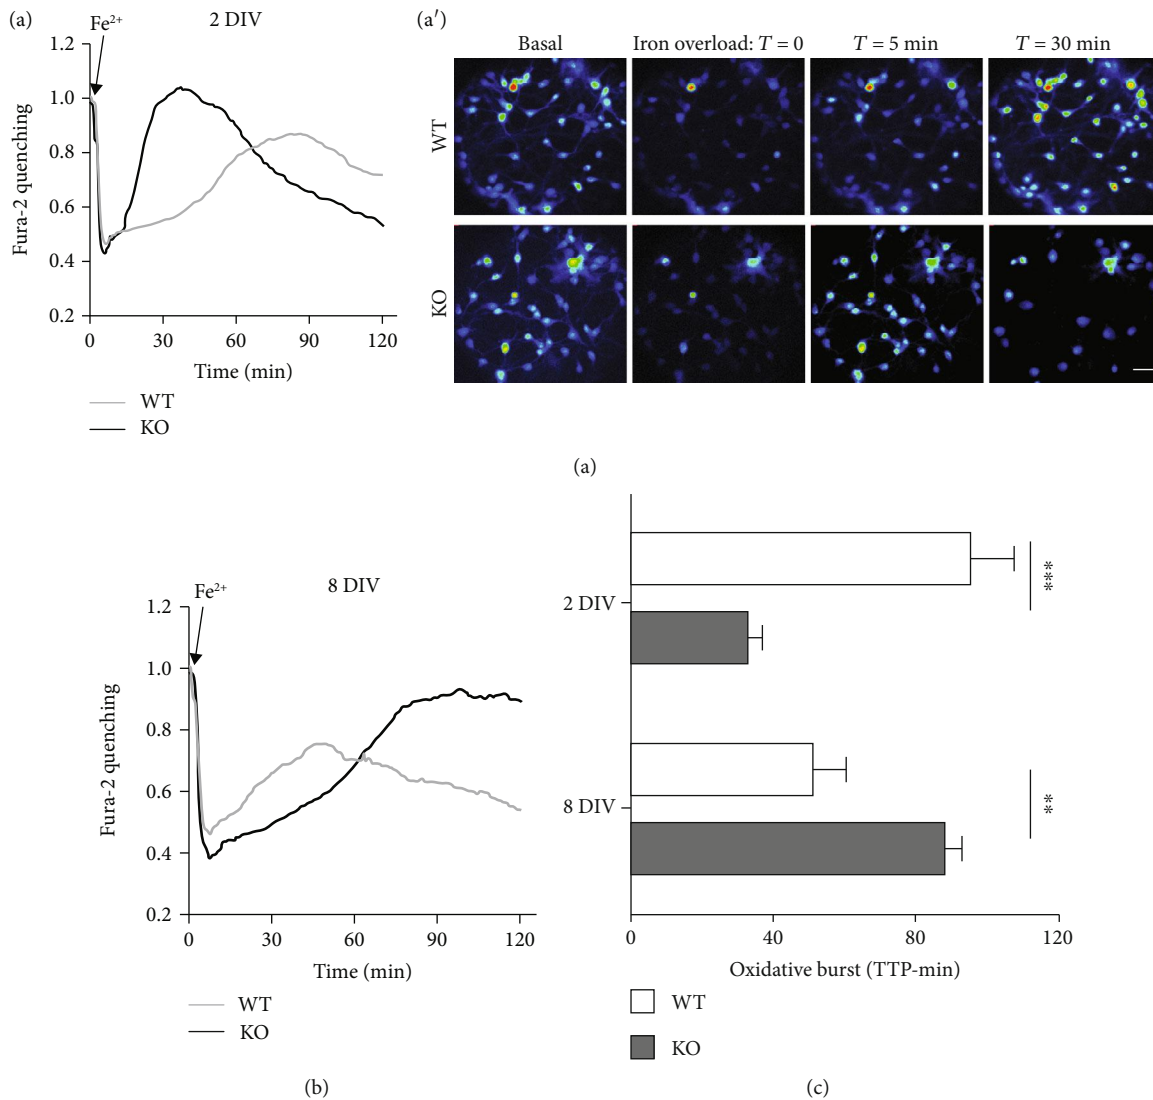 (a)
Fe²⁺
2 DIV
1.2
1.0
0.8
0.6
0.4
0.2
Fura-2 quenching
0 30 60 90 120
Time (min)
WT
KO
(a′)
Basal
Iron overload: T = 0
T = 5 min
T = 30 min
WT
KO
(a)
Fe²⁺
8 DIV
1.2
1.0
0.8
0.6
0.4
0.2
Fura-2 quenching
0 30 60 90 120
Time (min)
WT
KO
(b)
2 DIV
***
8 DIV
**
0 40 80 120
Oxidative burst (TTP-min)
WT
KO
(c)